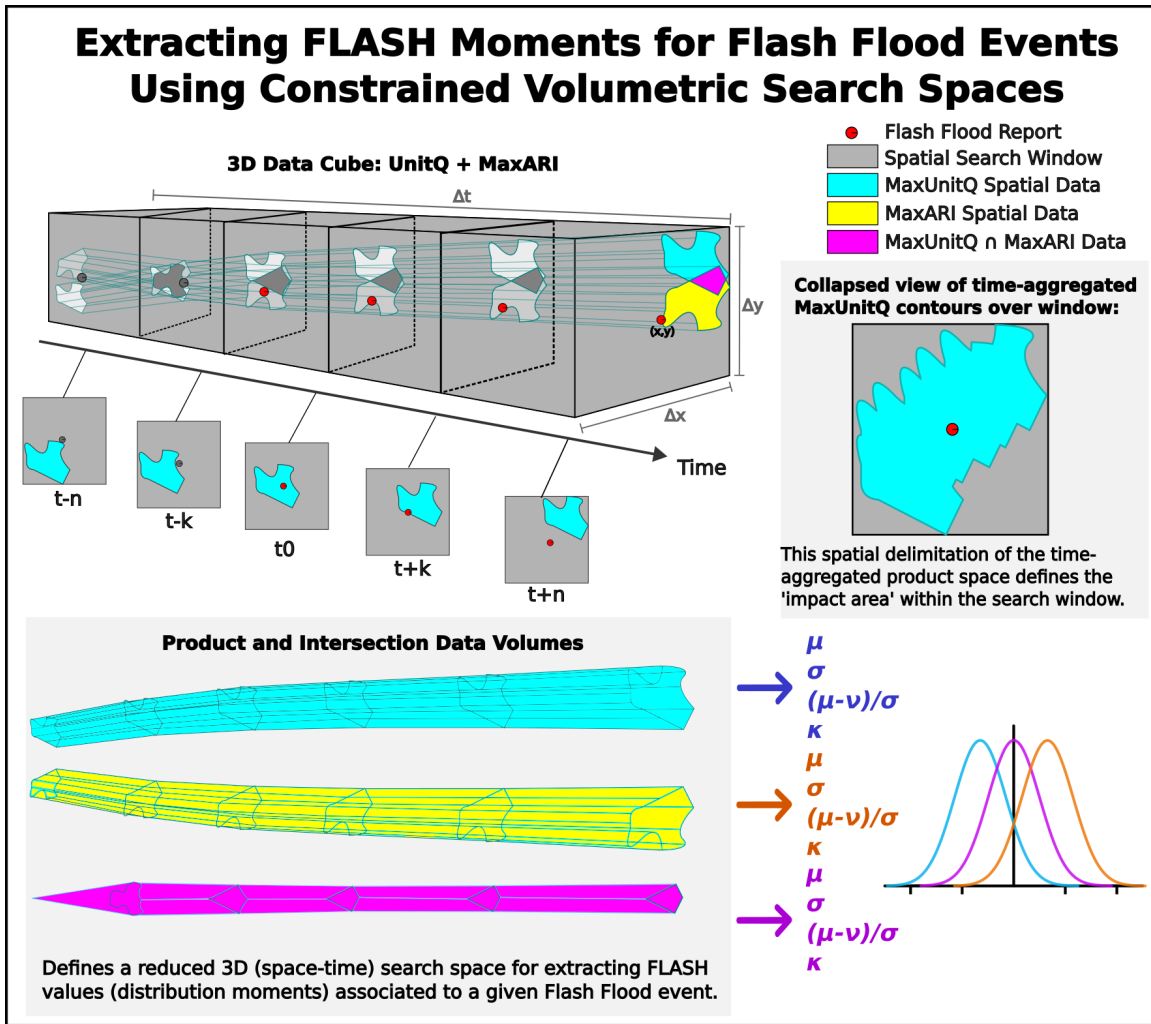 Extracting FLASH Moments for Flash Flood Events
Using Constrained Volumetric Search Spaces
Flash Flood Report
Spatial Search Window
MaxUnitQ Spatial Data
MaxARI Spatial Data
MaxUnitQ ∩ MaxARI Data
3D Data Cube: UnitQ + MaxARI
Δt
Δy
(x,y)
Δx
Time
t-n
t-k
t0
t+k
t+n
Collapsed view of time-aggregated
MaxUnitQ contours over window:
This spatial delimitation of the time-
aggregated product space defines the
'impact area' within the search window.
Product and Intersection Data Volumes
Defines a reduced 3D (space-time) search space for extracting FLASH
values (distribution moments) associated to a given Flash Flood event.
μ
σ
(μ-ν)/σ
κ
μ
σ
(μ-ν)/σ
κ
μ
σ
(μ-ν)/σ
κ